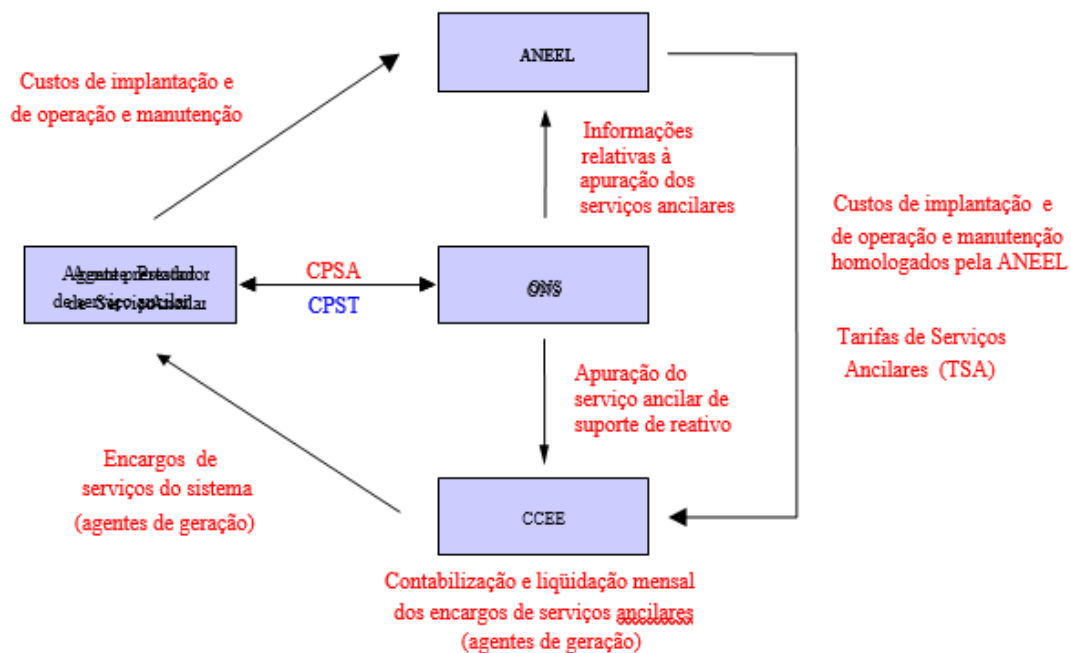 ANEEL
Custos de implantação e
de operação e manutenção
Informações
relativas à
apuração dos
serviços ancilares
Custos de implantação e
de operação e manutenção
homologados pela ANEEL
CPSA
CPST
Tarifas de Serviços
Ancilares (TSA)
Apuração do
serviço ancilar de
suporte de reativo
Encargos de
serviços do sistema
(agentes de geração)
CCEE
Contabilização e liqüidação mensal
dos encargos de serviços ancilares
(agentes de geração)